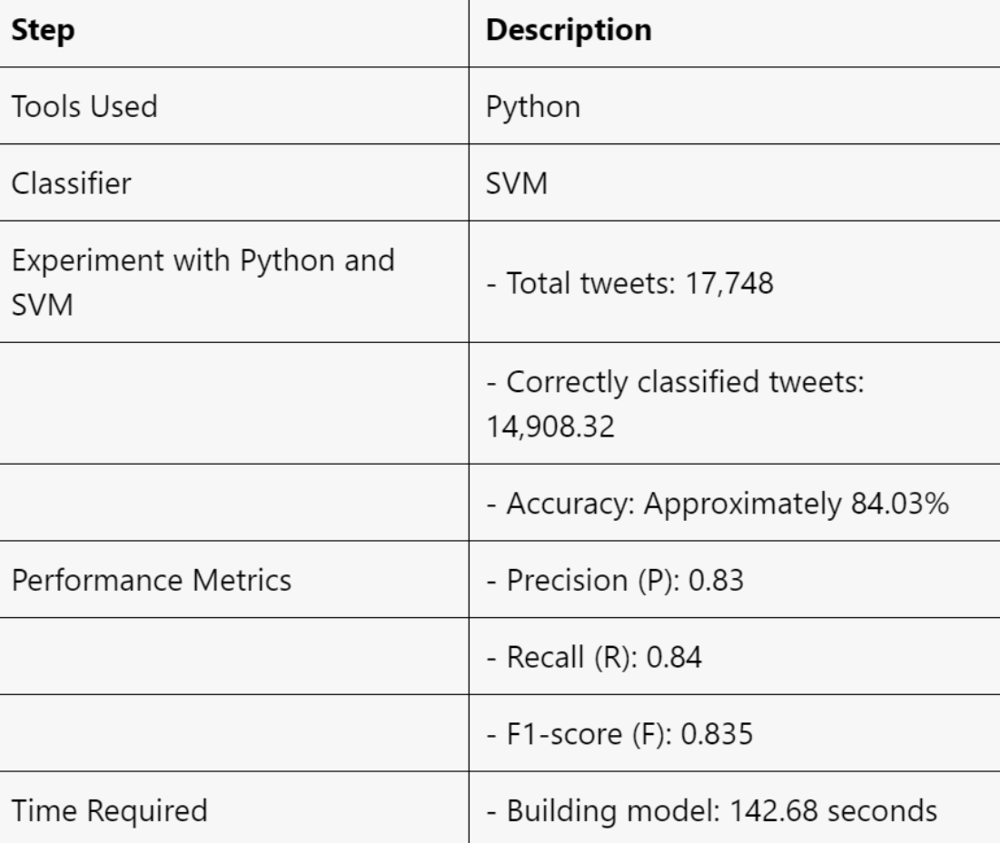 Step Description
Tools Used Python
Classifier SVM
Experiment with Python and
SVM
- Total tweets: 17,748
- Correctly classified tweets:
14,908.32
- Accuracy: Approximately 84.03%
Performance Metrics - Precision (P): 0.83
- Recall (R): 0.84
- F1-score (F): 0.835
Time Required - Building model: 142.68 seconds